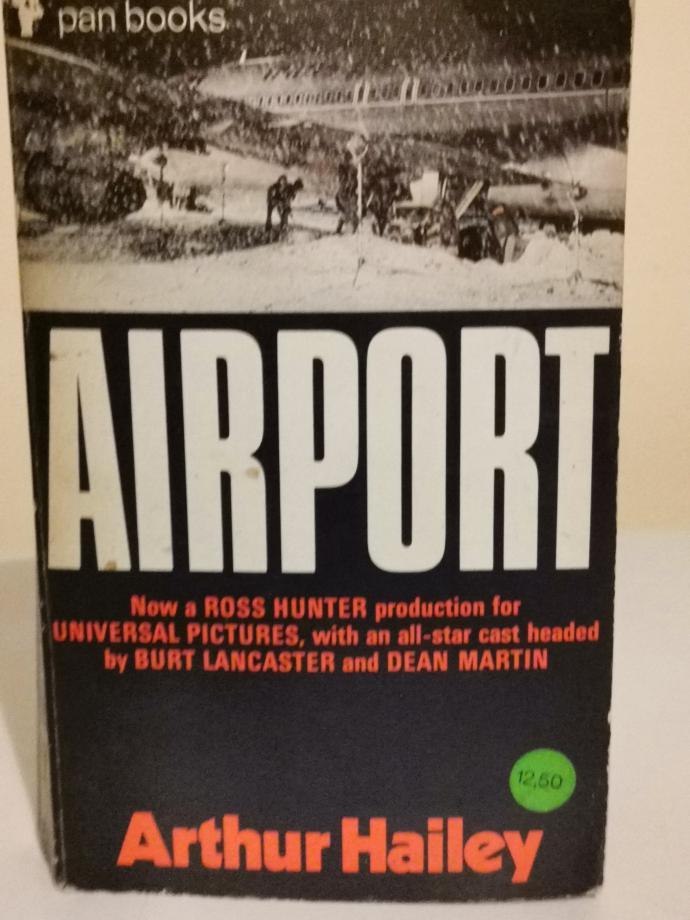 pan books
AIRPORT
Now a ROSS HUNTER production for
UNIVERSAL PICTURES, with an all-star cast headed
by BURT LANCASTER and DEAN MARTIN
12,50
Arthur Hailey